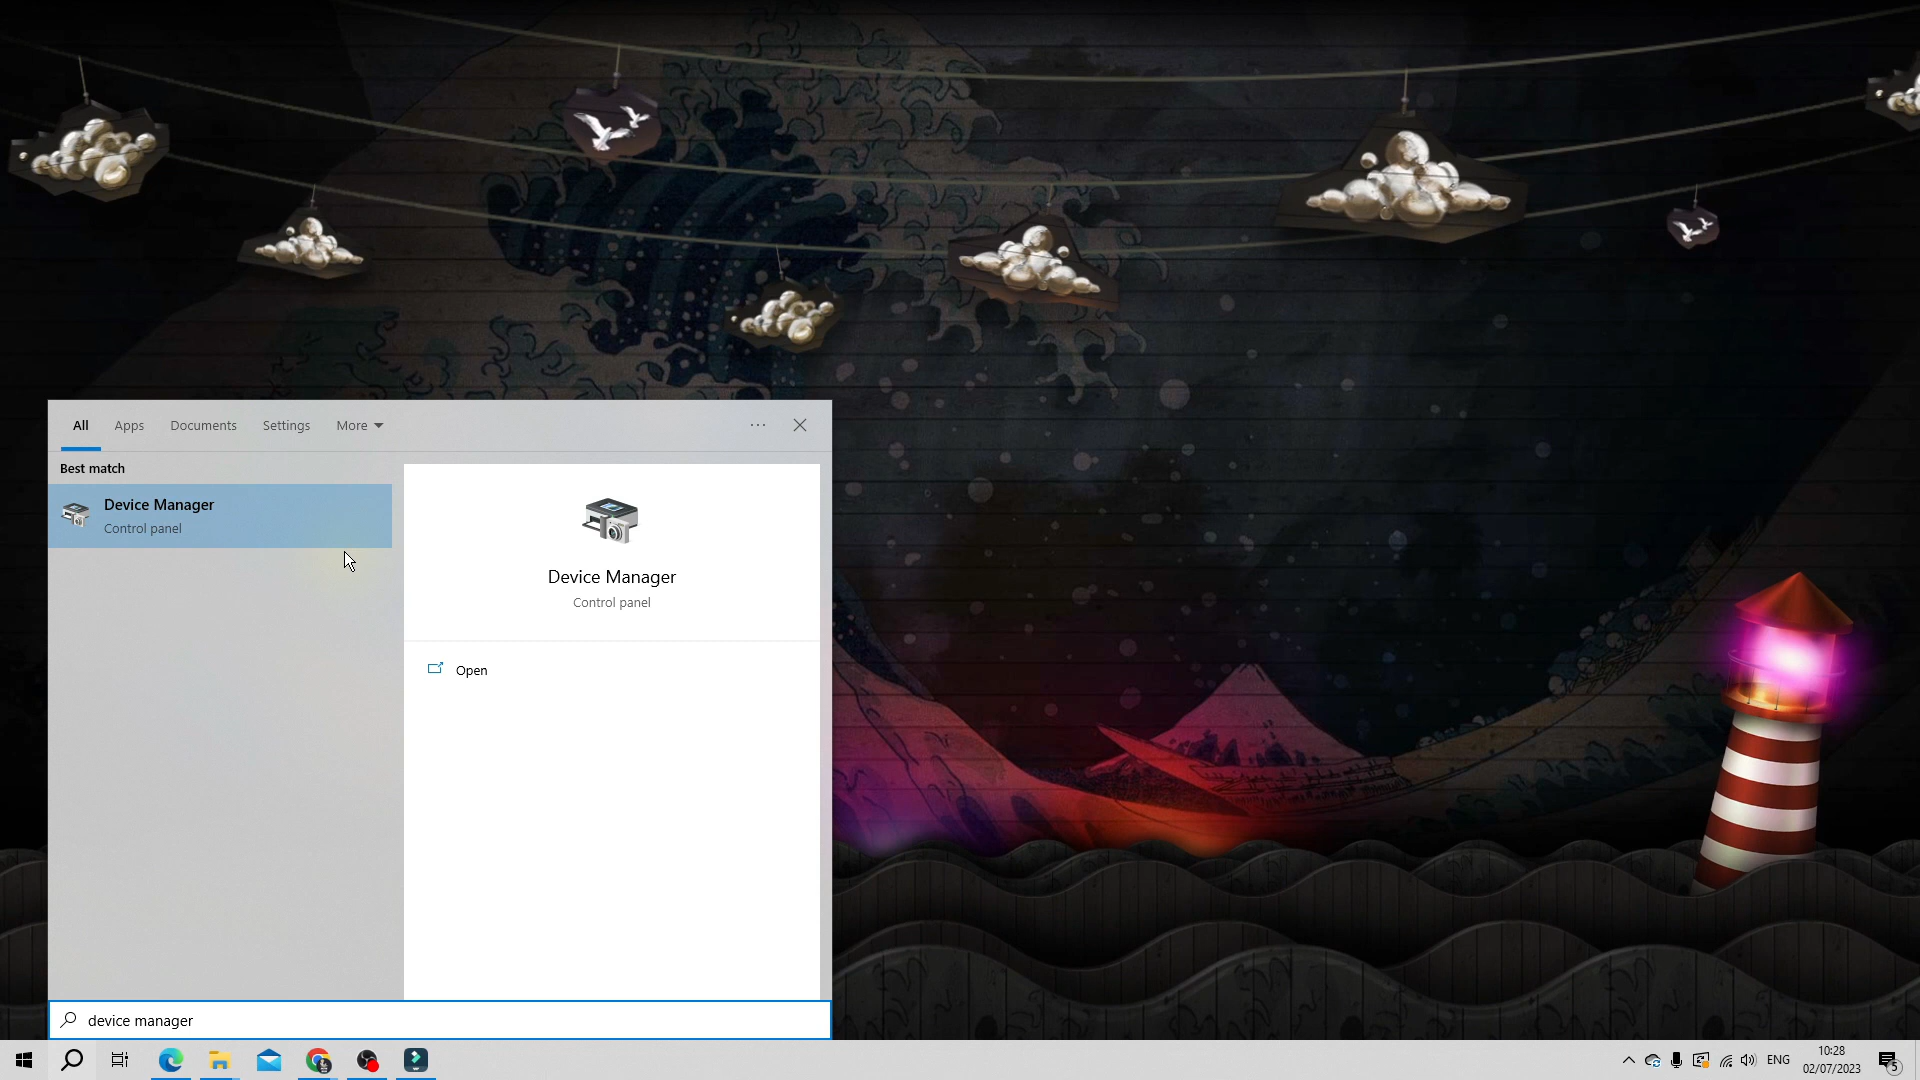 All Apps Documents Settings More
Best match
Device Manager
Control panel
Device Manager
Control panel
Open
device manager
ENG
10:28
02/07/2023
5